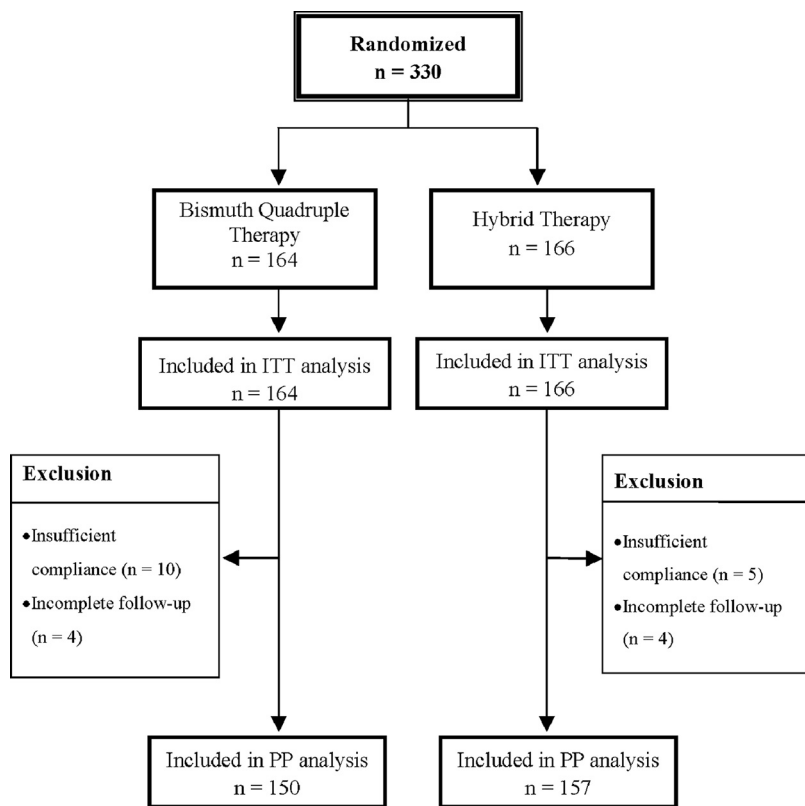 Randomized
n = 330
Bismuth Quadruple
Therapy
n = 164
Hybrid Therapy
n = 166
Included in ITT analysis
n = 164
Included in ITT analysis
n = 166
Exclusion
•Insufficient
compliance (n = 10)
•Incomplete follow-up
(n = 4)
Exclusion
•Insufficient
compliance (n = 5)
•Incomplete follow-up
(n = 4)
Included in PP analysis
n = 150
Included in PP analysis
n = 157